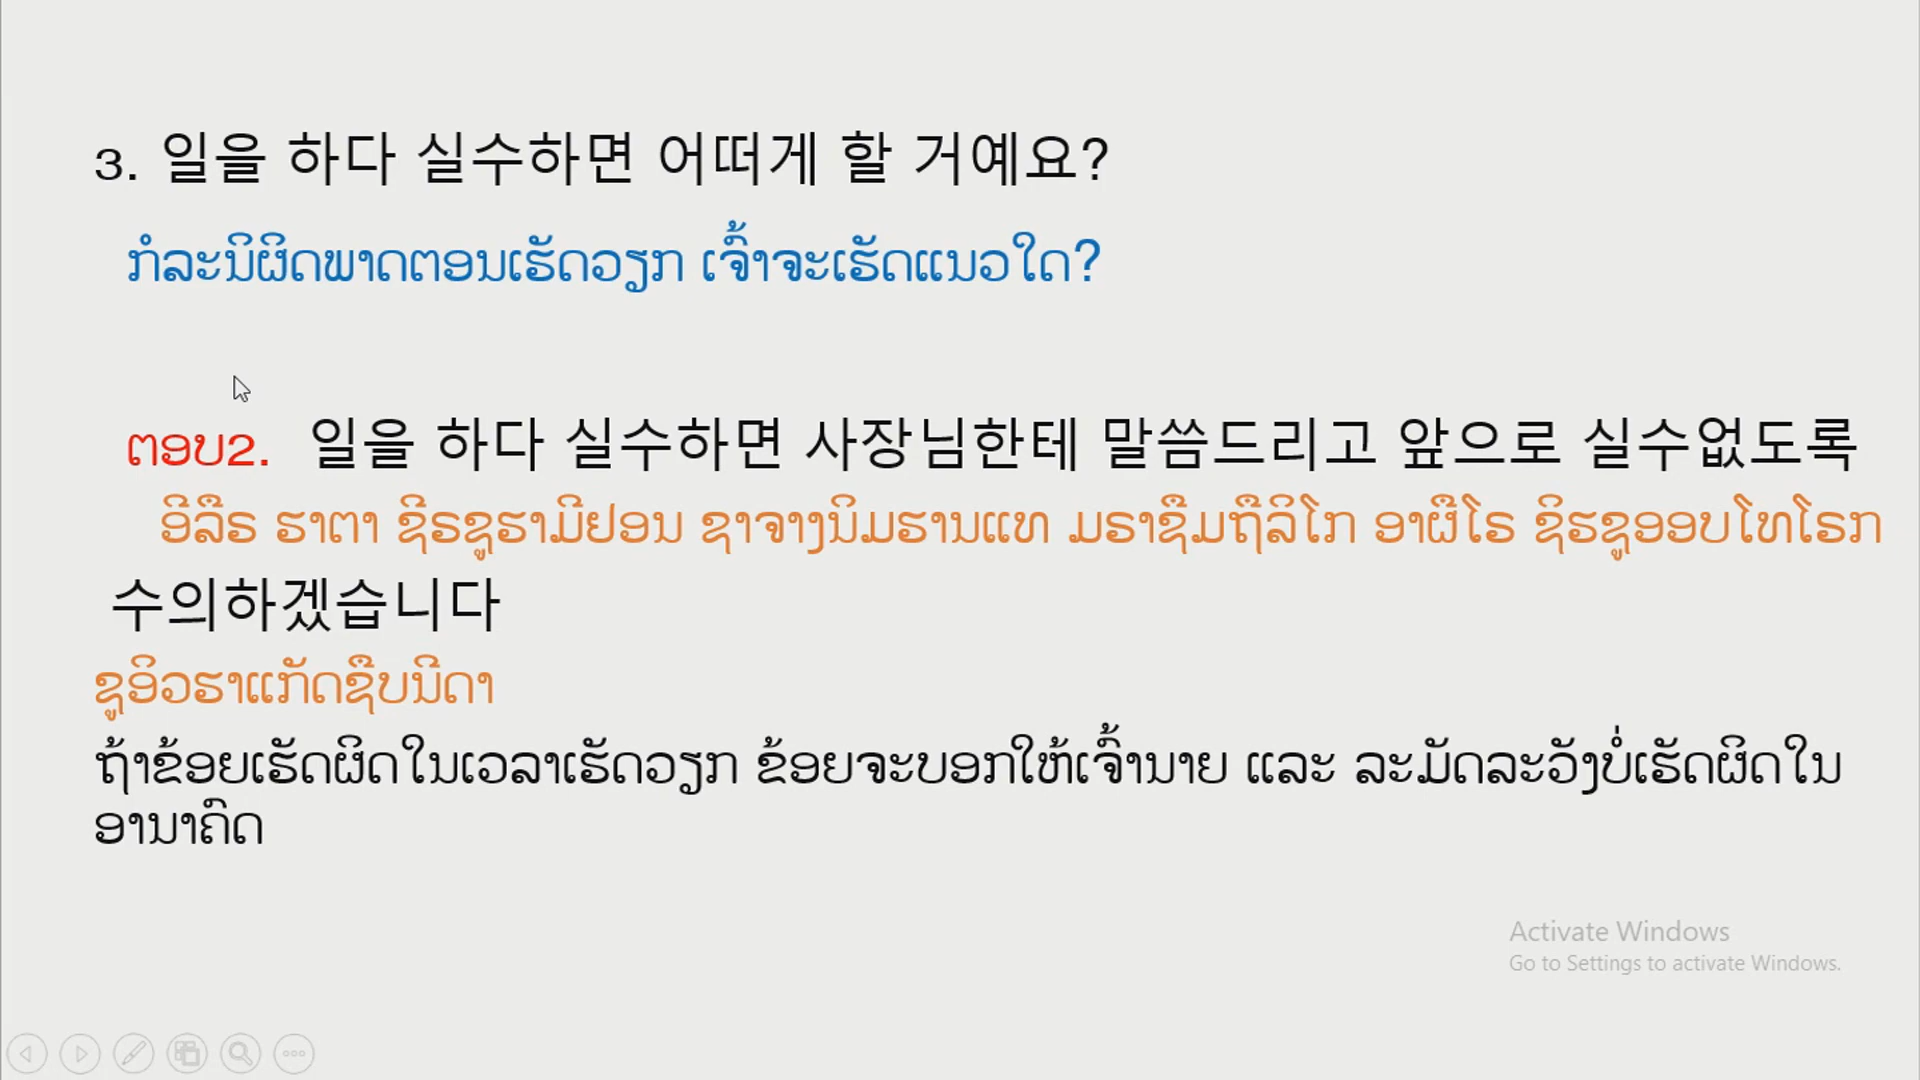 3. 일을 하다 실수하면 어떠게 할 거예요?
ກໍລະນິຜິດພາດຕອນເຮັດວຽກ ເຈົ້າຈະເຮັດແນວໃດ?
ຕອບ2. 일을 하다 실수하면 사장님한테 말씀드리고 앞으로 실수없도록
ອີລືຣ ຮາຕາ ຊີຣຊູຮາມີຢອນ ຊາຈາງນິມຮານແທ ມຣາຊືມຖືລິໂກ ອາຜືໂຣ ຊິຣຊູອອບໂທໂຣກ
수의하겠습니다
ຊູອິວຮາແກັດຊືບນີດາ
ຖ້າຂ້ອຍເຮັດຜິດໃນເວລາເຮັດວຽກ ຂ້ອຍຈະບອກໃຫ້ເຈົ້ານາຍ ແລະ ລະມັດລະວັງບໍ່ເຮັດຜິດໃນ
ອານາຄົດ
Activate Windows
Go to Settings to activate Windows.